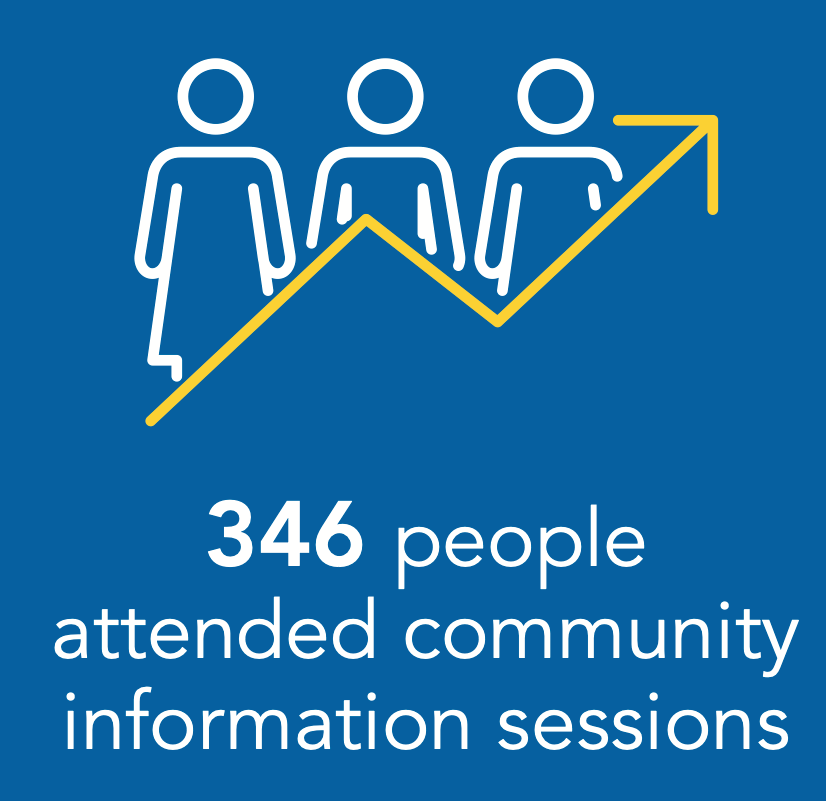 346 people
attended community
information sessions